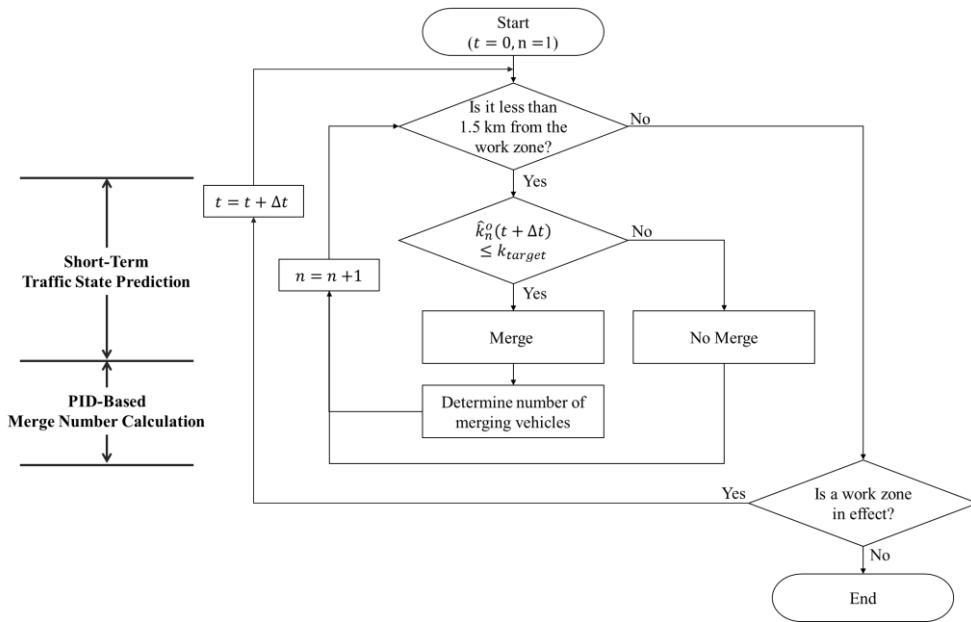 Start
(t = 0, n =1)
Is it less than
1.5 km from the
work zone?
No
Yes
t = t + Δt
k̂ₙᵒ(t + Δt)
≤ k_target
No
n = n + 1
Short-Term
Traffic State Prediction
Yes
Merge
No Merge
PID-Based
Merge Number Calculation
Determine number of
merging vehicles
Yes
Is a work zone
in effect?
No
End